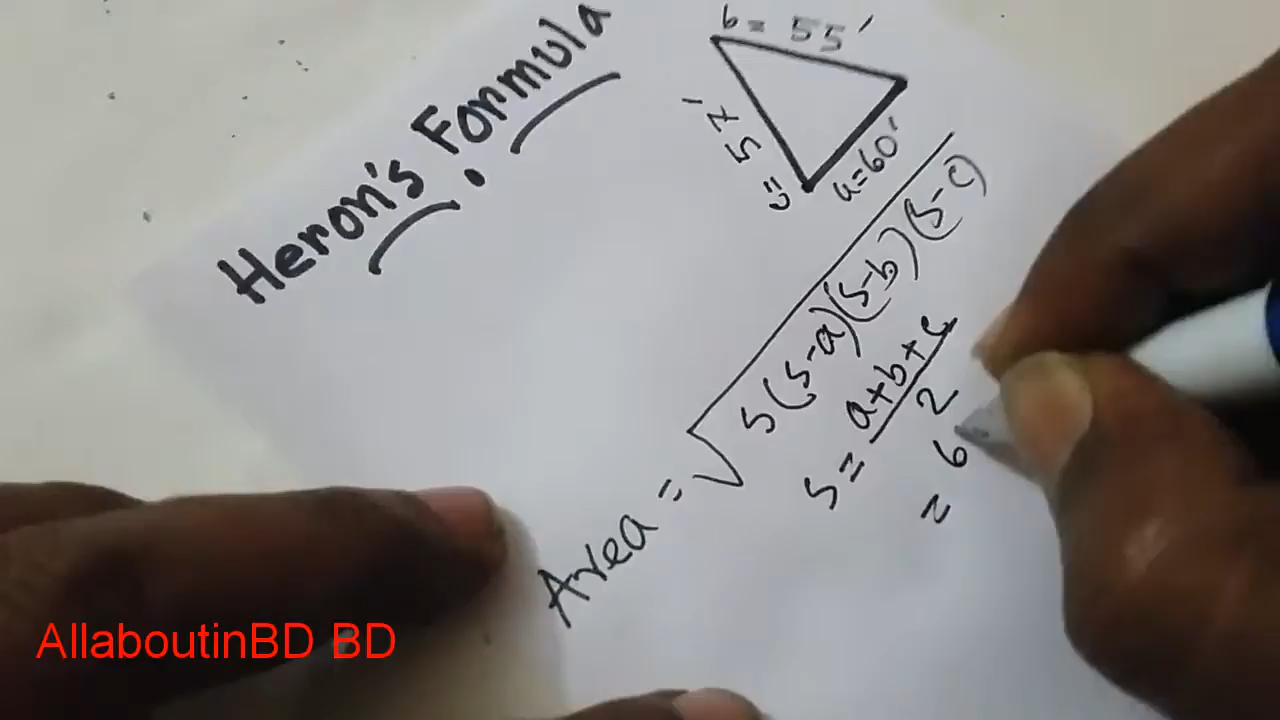 Heron's Formula
b = 55'
c = 57'
a = 60'
Area = √s(s-a)(s-b)(s-c)
s = a+b+c
2
= 6
AllaboutinBD BD